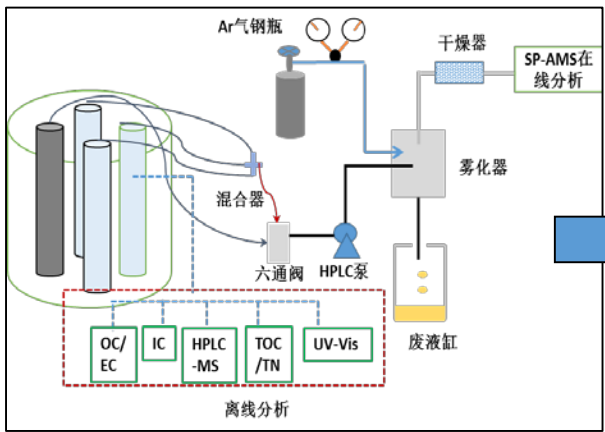 Ar气钢瓶
干燥器
SP-AMS在
线分析
雾化器
混合器
六通阀
HPLC泵
废液缸
OC/
EC
IC
HPLC
-MS
TOC
/TN
UV-Vis
离线分析